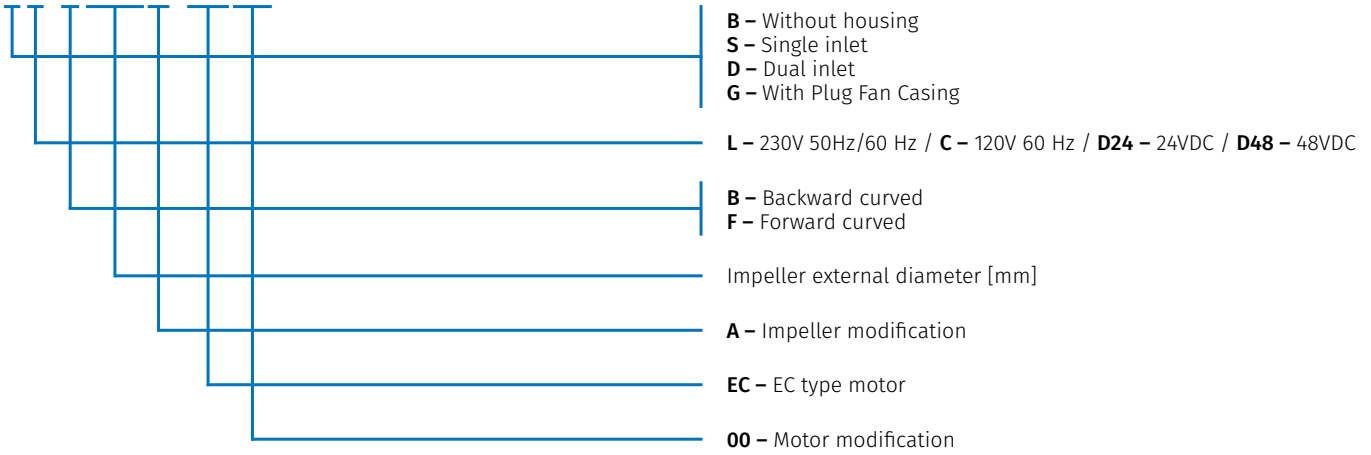 B – Without housing
S – Single inlet
D – Dual inlet
G – With Plug Fan Casing
L – 230V 50Hz/60 Hz / C – 120V 60 Hz / D24 – 24VDC / D48 – 48VDC
B – Backward curved
F – Forward curved
Impeller external diameter [mm]
A – Impeller modification
EC – EC type motor
00 – Motor modification